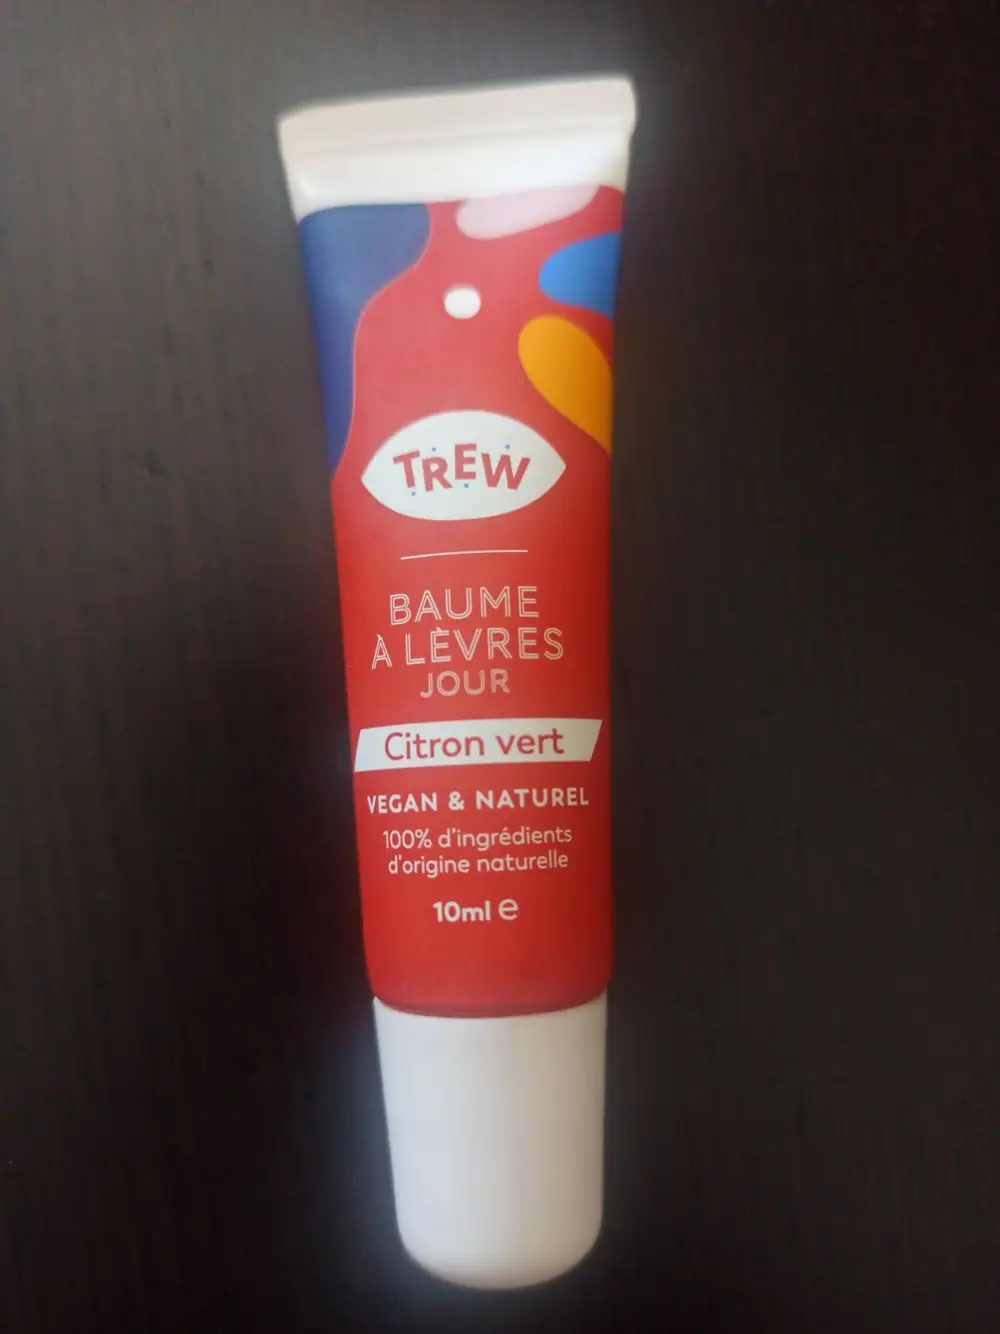 TREW
BAUME
À LÈVRES
JOUR
Citron vert
VEGAN & NATUREL
100% d'ingrédients
d'origine naturelle
10ml e